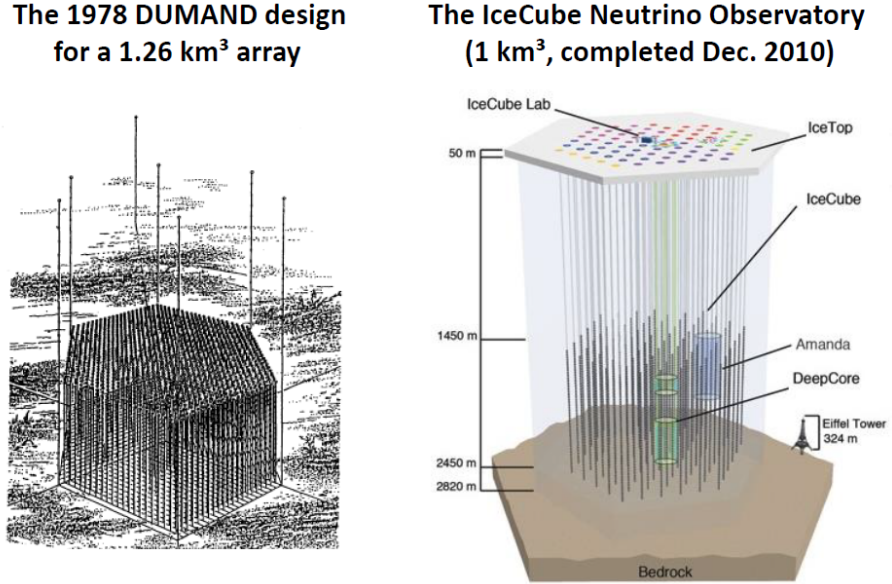 The 1978 DUMAND design
for a 1.26 km³ array
The IceCube Neutrino Observatory
(1 km³, completed Dec. 2010)
IceCube Lab
IceTop
50 m
IceCube
1450 m
Amanda
DeepCore
Eiffel Tower
324 m
2450 m
2820 m
Bedrock